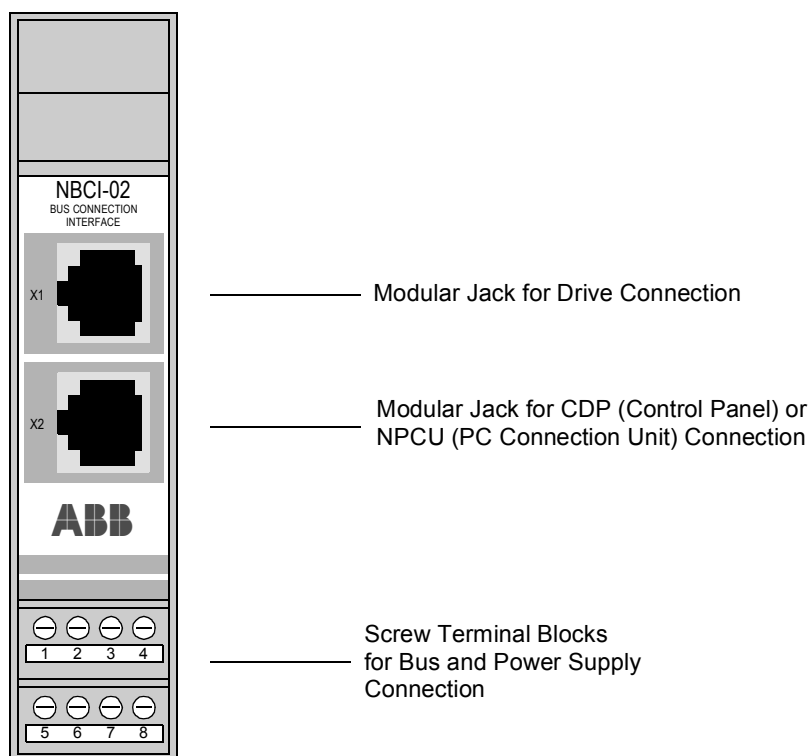 NBCI-02
BUS CONNECTION
INTERFACE
X1
Modular Jack for Drive Connection
X2
Modular Jack for CDP (Control Panel) or
NPCU (PC Connection Unit) Connection
ABB
1 2 3 4
Screw Terminal Blocks
for Bus and Power Supply
Connection
5 6 7 8